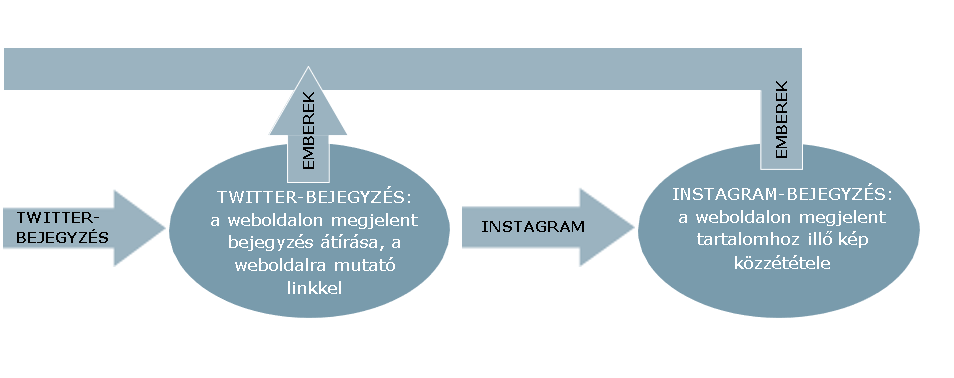 EMBEREK
EMBEREK
TWITTER-
BEJEGYZÉS
TWITTER-BEJEGYZÉS:
a weboldalon megjelent
bejegyzés átírása, a
weboldalra mutató
linkkel
INSTAGRAM
INSTAGRAM-BEJEGYZÉS:
a weboldalon megjelent
tartalomhoz illő kép
közzététele